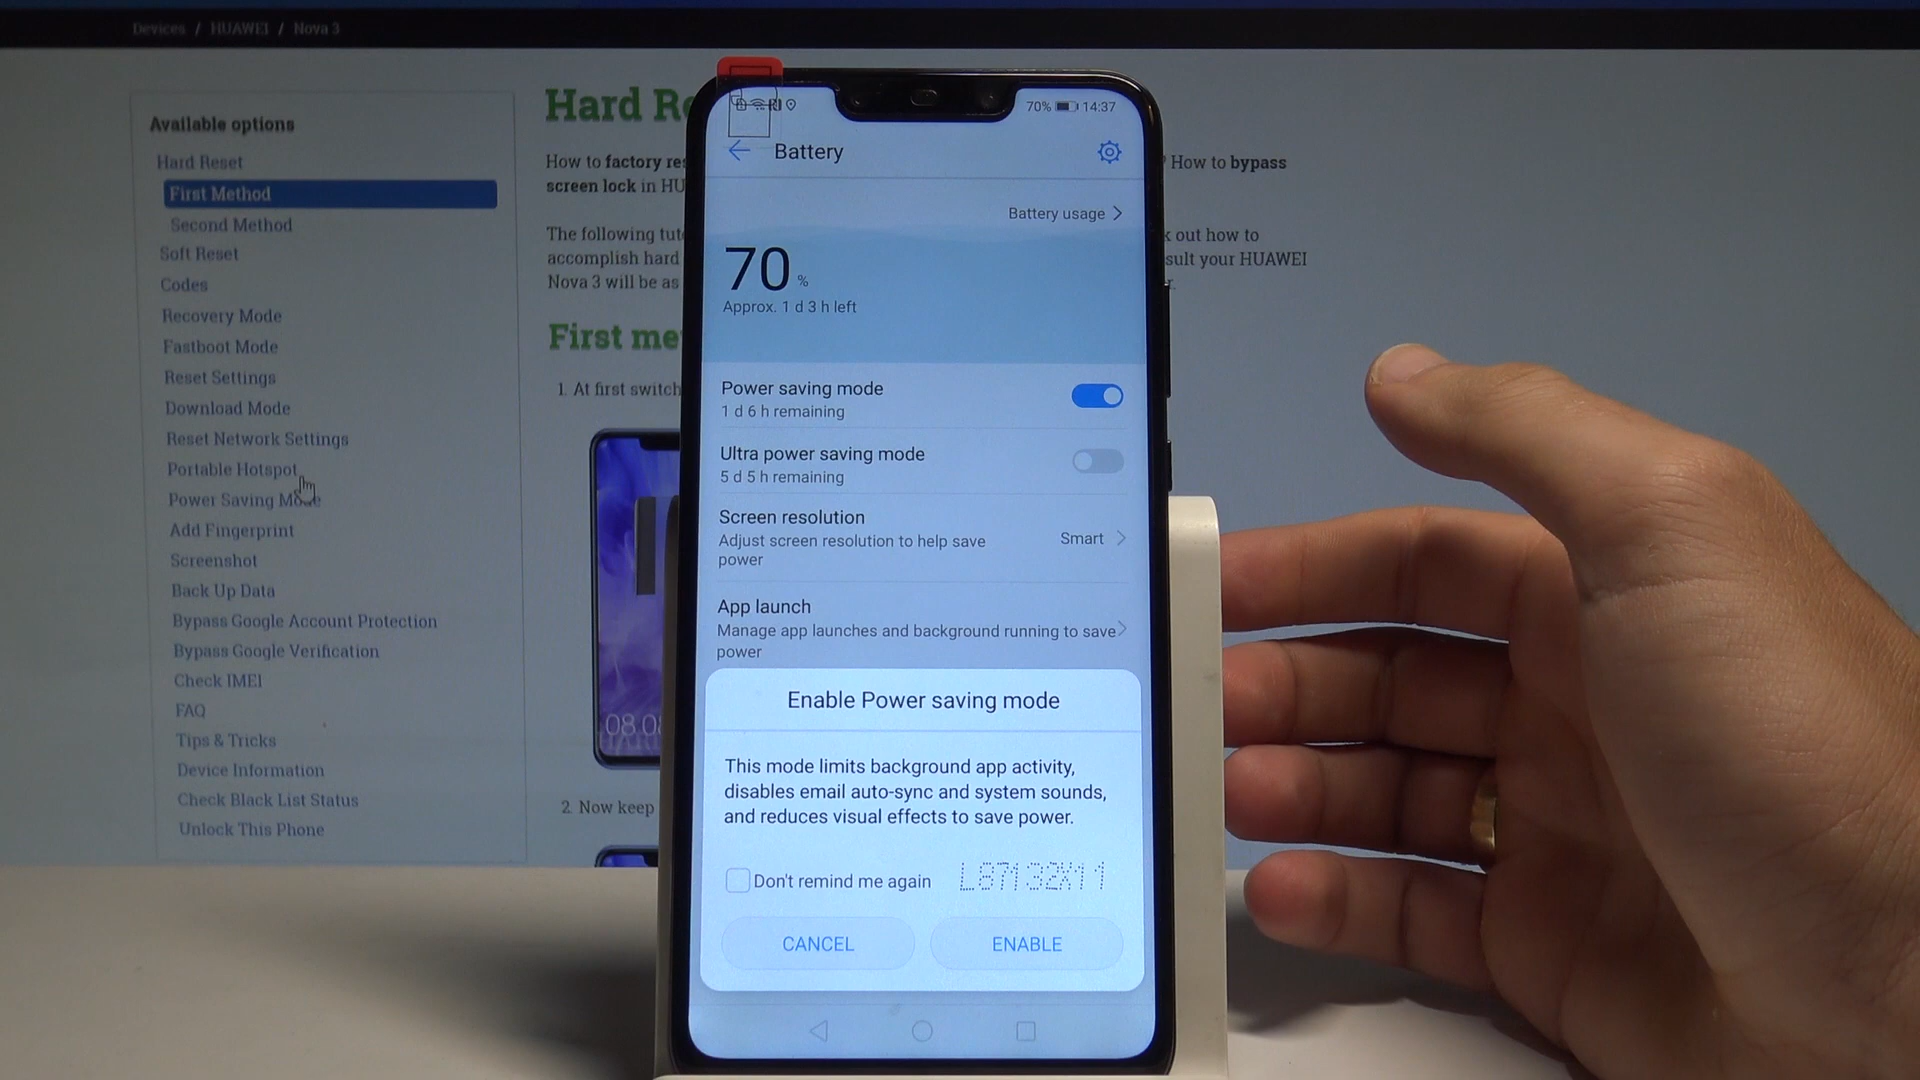 Devices / HUAWEI / Nova 3
Available options
Hard Reset
First Method
Second Method
Soft Reset
Codes
Recovery Mode
Fastboot Mode
Reset Settings
Download Mode
Reset Network Settings
Portable Hotspot
Power Saving Mode
Add Fingerprint
Screenshot
Back Up Data
Bypass Google Account Protection
Bypass Google Verification
Check IMEI
FAQ
Tips & Tricks
Device Information
Check Black List Status
Unlock This Phone
Hard Re
How to factory res
? How to bypass
screen lock in HU
The following tut
k out how to
accomplish hard
sult your HUAWEI
Nova 3 will be as
r.
First me
1. At first switch
08:08
2. Now keep
70% 14:37
Battery
Battery usage
70 %
Approx. 1 d 3 h left
Power saving mode
1 d 6 h remaining
Ultra power saving mode
5 d 5 h remaining
Screen resolution
Adjust screen resolution to help save
power
Smart
App launch
Manage app launches and background running to save
power
Enable Power saving mode
This mode limits background app activity,
disables email auto-sync and system sounds,
and reduces visual effects to save power.
Don't remind me again
L87132X11
CANCEL
ENABLE